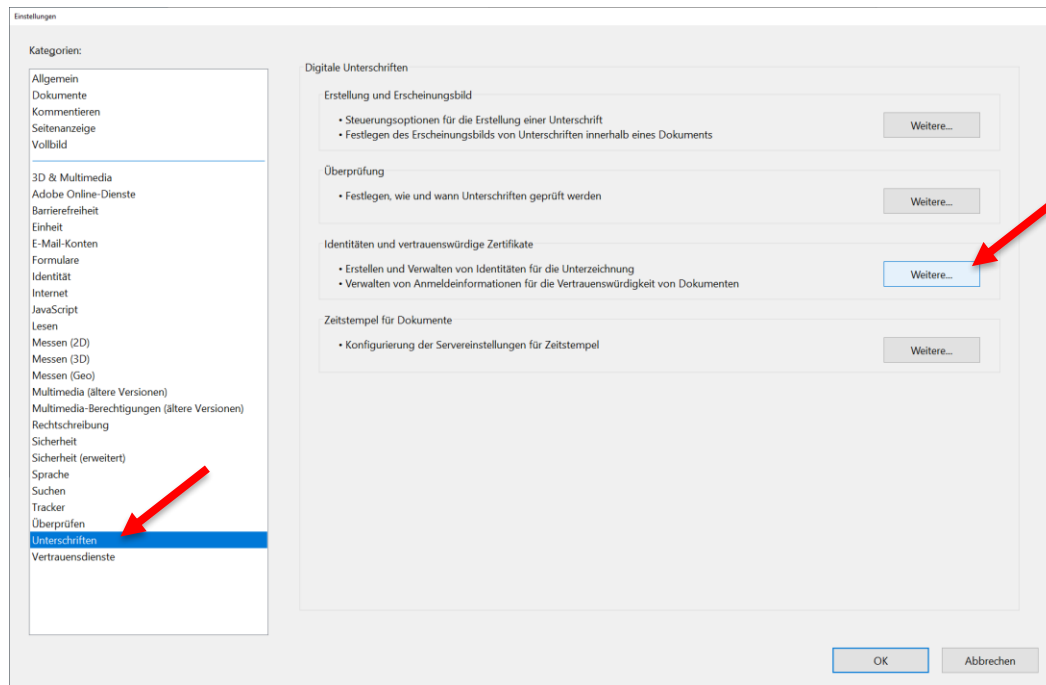 Einstellungen
Kategorien:
Allgemein
Dokumente
Kommentieren
Seitenanzeige
Vollbild
3D & Multimedia
Adobe Online-Dienste
Barrierefreiheit
Einheit
E-Mail-Konten
Formulare
Identität
Internet
JavaScript
Lesen
Messen (2D)
Messen (3D)
Messen (Geo)
Multimedia (ältere Versionen)
Multimedia-Berechtigungen (ältere Versionen)
Rechtschreibung
Sicherheit
Sicherheit (erweitert)
Sprache
Suchen
Tracker
Überprüfen
Unterschriften
Vertrauensdienste
Digitale Unterschriften
Erstellung und Erscheinungsbild
• Steuerungsoptionen für die Erstellung einer Unterschrift
• Festlegen des Erscheinungsbilds von Unterschriften innerhalb eines Dokuments
Weitere...
Überprüfung
• Festlegen, wie und wann Unterschriften geprüft werden
Weitere...
Identitäten und vertrauenswürdige Zertifikate
• Erstellen und Verwalten von Identitäten für die Unterzeichnung
• Verwalten von Anmeldeinformationen für die Vertrauenswürdigkeit von Dokumenten
Weitere...
Zeitstempel für Dokumente
• Konfigurierung der Servereinstellungen für Zeitstempel
Weitere...
OK
Abbrechen